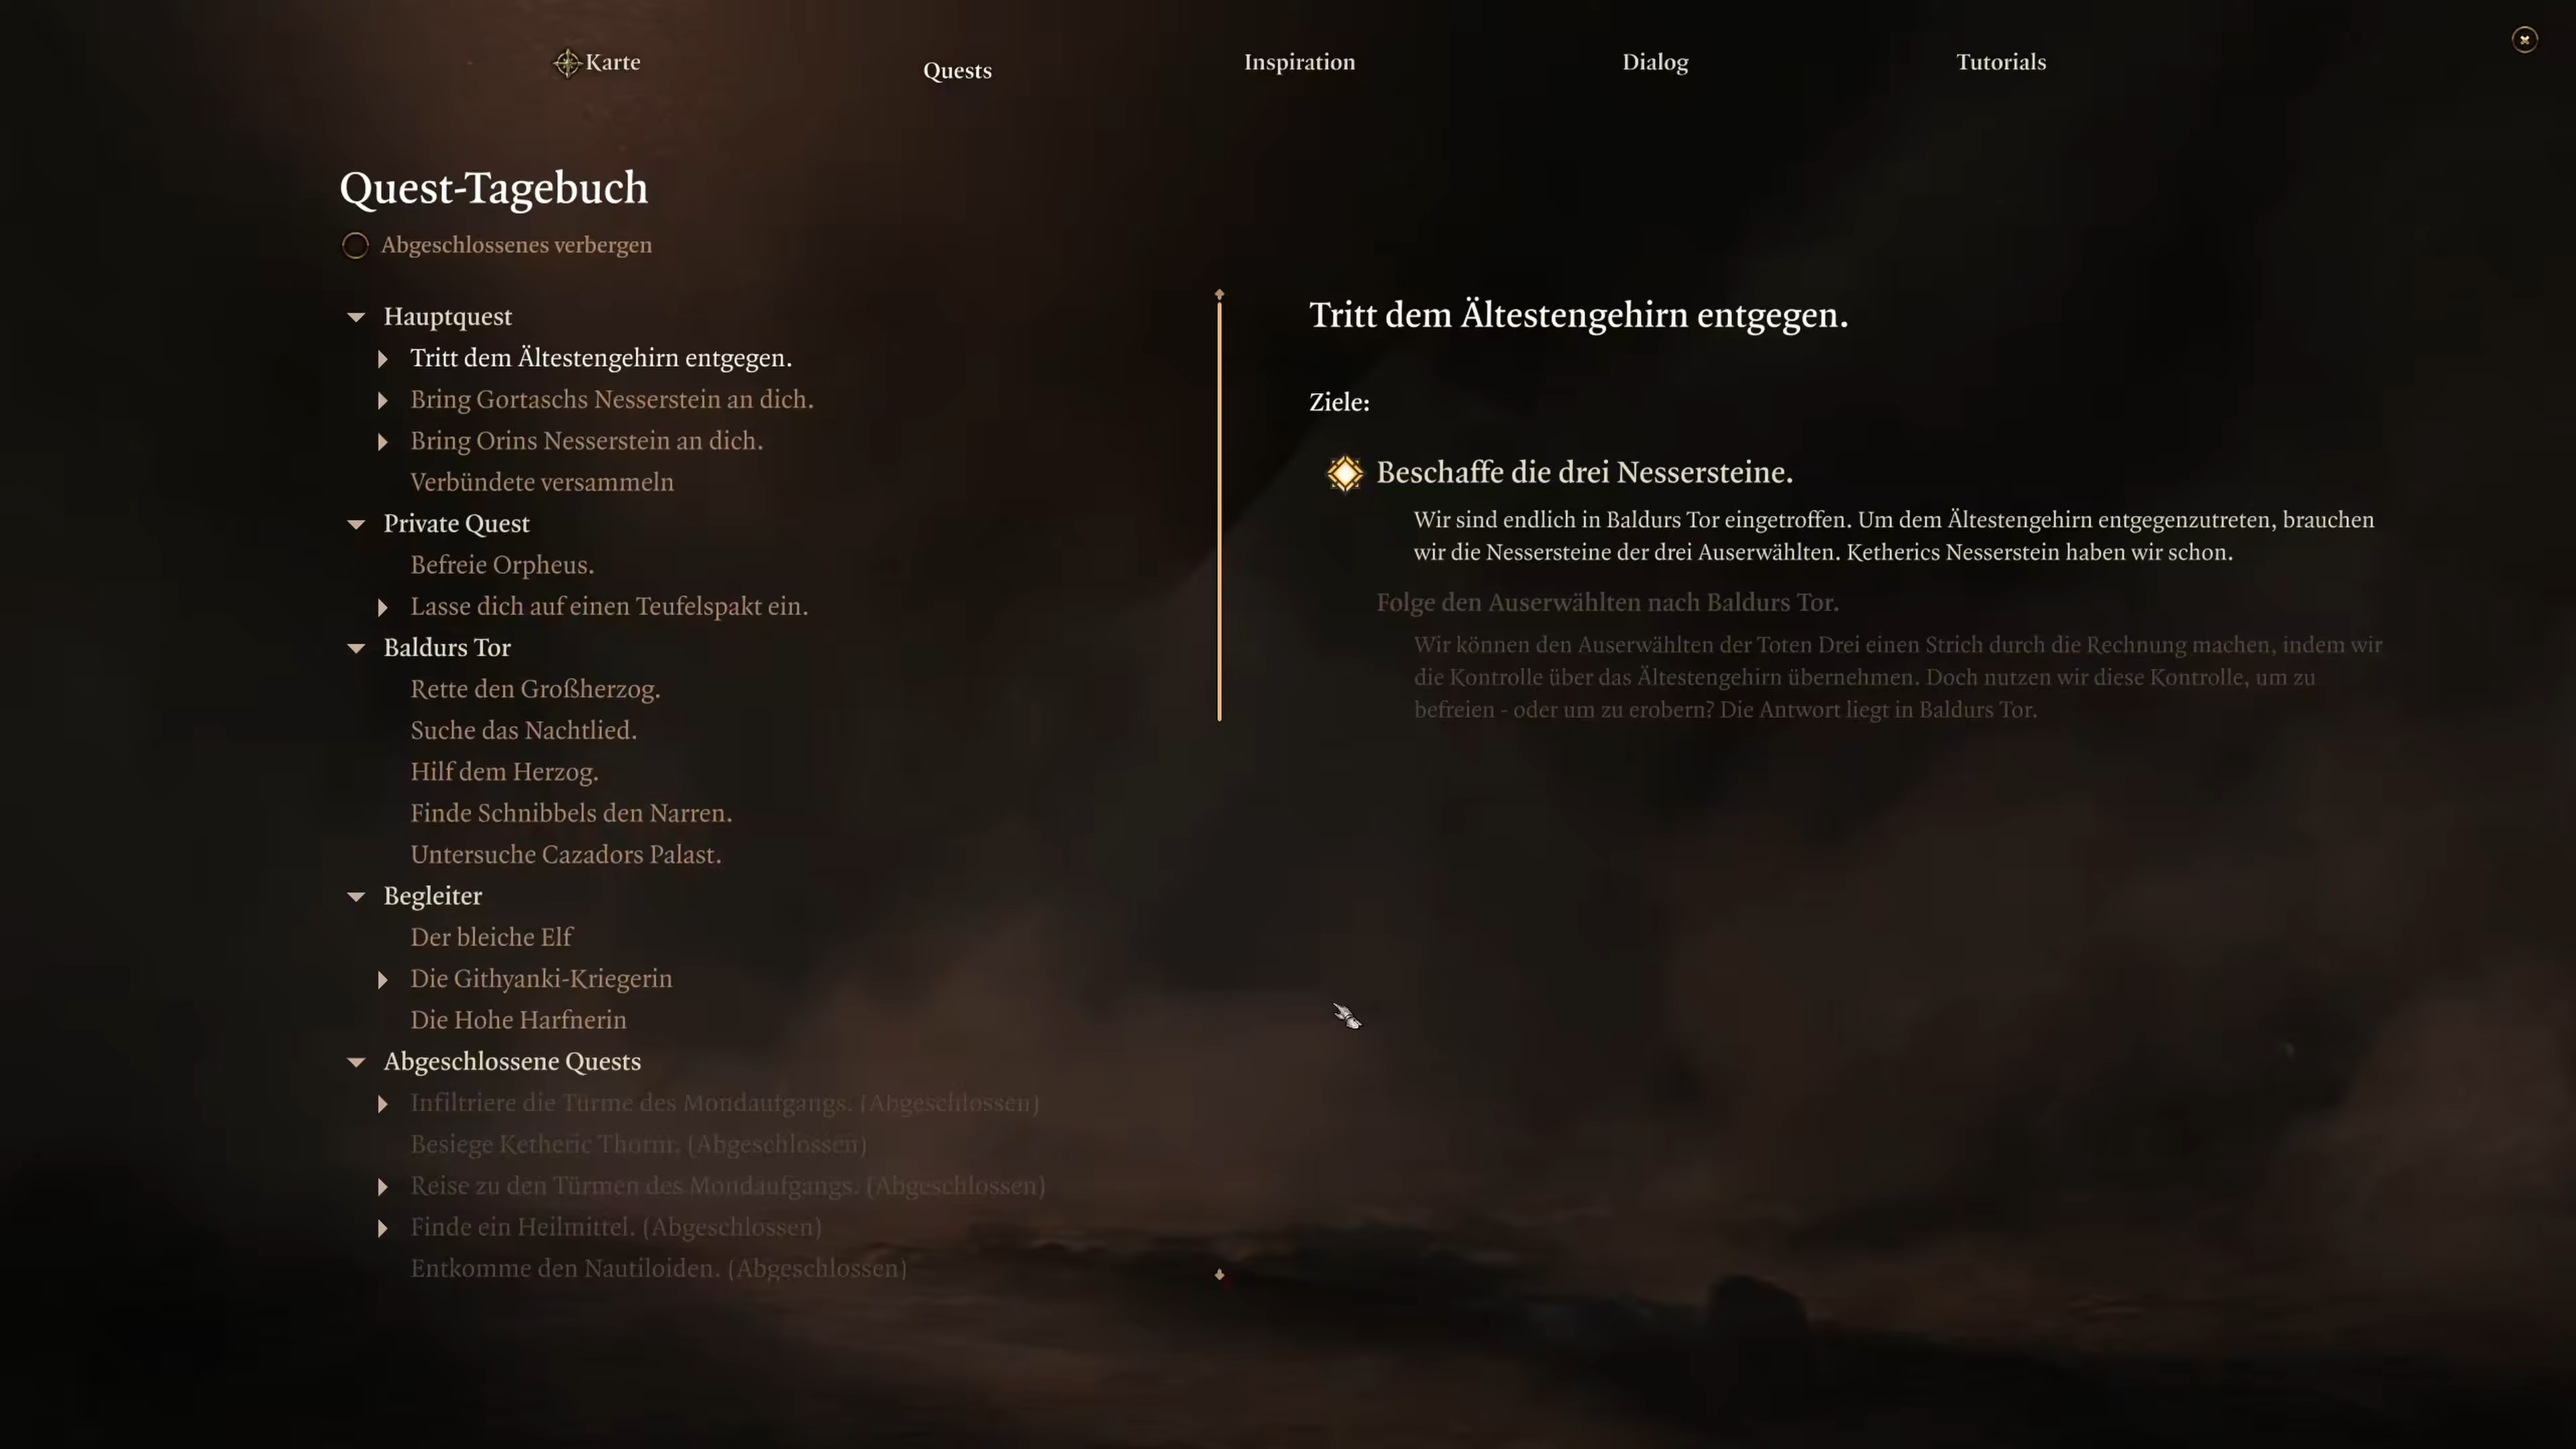 Karte
Quests
Inspiration
Dialog
Tutorials
Quest-Tagebuch
Abgeschlossenes verbergen
Hauptquest
Tritt dem Ältestengehirn entgegen.
Bring Gortaschs Nesserstein an dich.
Bring Orins Nesserstein an dich.
Verbündete versammeln
Private Quest
Befreie Orpheus.
Lasse dich auf einen Teufelspakt ein.
Baldurs Tor
Rette den Großherzog.
Suche das Nachtlied.
Hilf dem Herzog.
Finde Schnibbels den Narren.
Untersuche Cazadors Palast.
Begleiter
Der bleiche Elf
Die Githyanki-Kriegerin
Die Hohe Harfnerin
Abgeschlossene Quests
Infiltriere die Türme des Mondaufgangs. (Abgeschlossen)
Besiege Ketheric Thorm. (Abgeschlossen)
Reise zu den Türmen des Mondaufgangs. (Abgeschlossen)
Finde ein Heilmittel. (Abgeschlossen)
Entkomme den Nautiloiden. (Abgeschlossen)
Tritt dem Ältestengehirn entgegen.
Ziele:
Beschaffe die drei Nessersteine.
Wir sind endlich in Baldurs Tor eingetroffen. Um dem Ältestengehirn entgegenzutreten, brauchen
wir die Nessersteine der drei Auserwählten. Ketherics Nesserstein haben wir schon.
Folge den Auserwählten nach Baldurs Tor.
Wir können den Auserwählten der Toten Drei einen Strich durch die Rechnung machen, indem wir
die Kontrolle über das Ältestengehirn übernehmen. Doch nutzen wir diese Kontrolle, um zu
befreien - oder um zu erobern? Die Antwort liegt in Baldurs Tor.